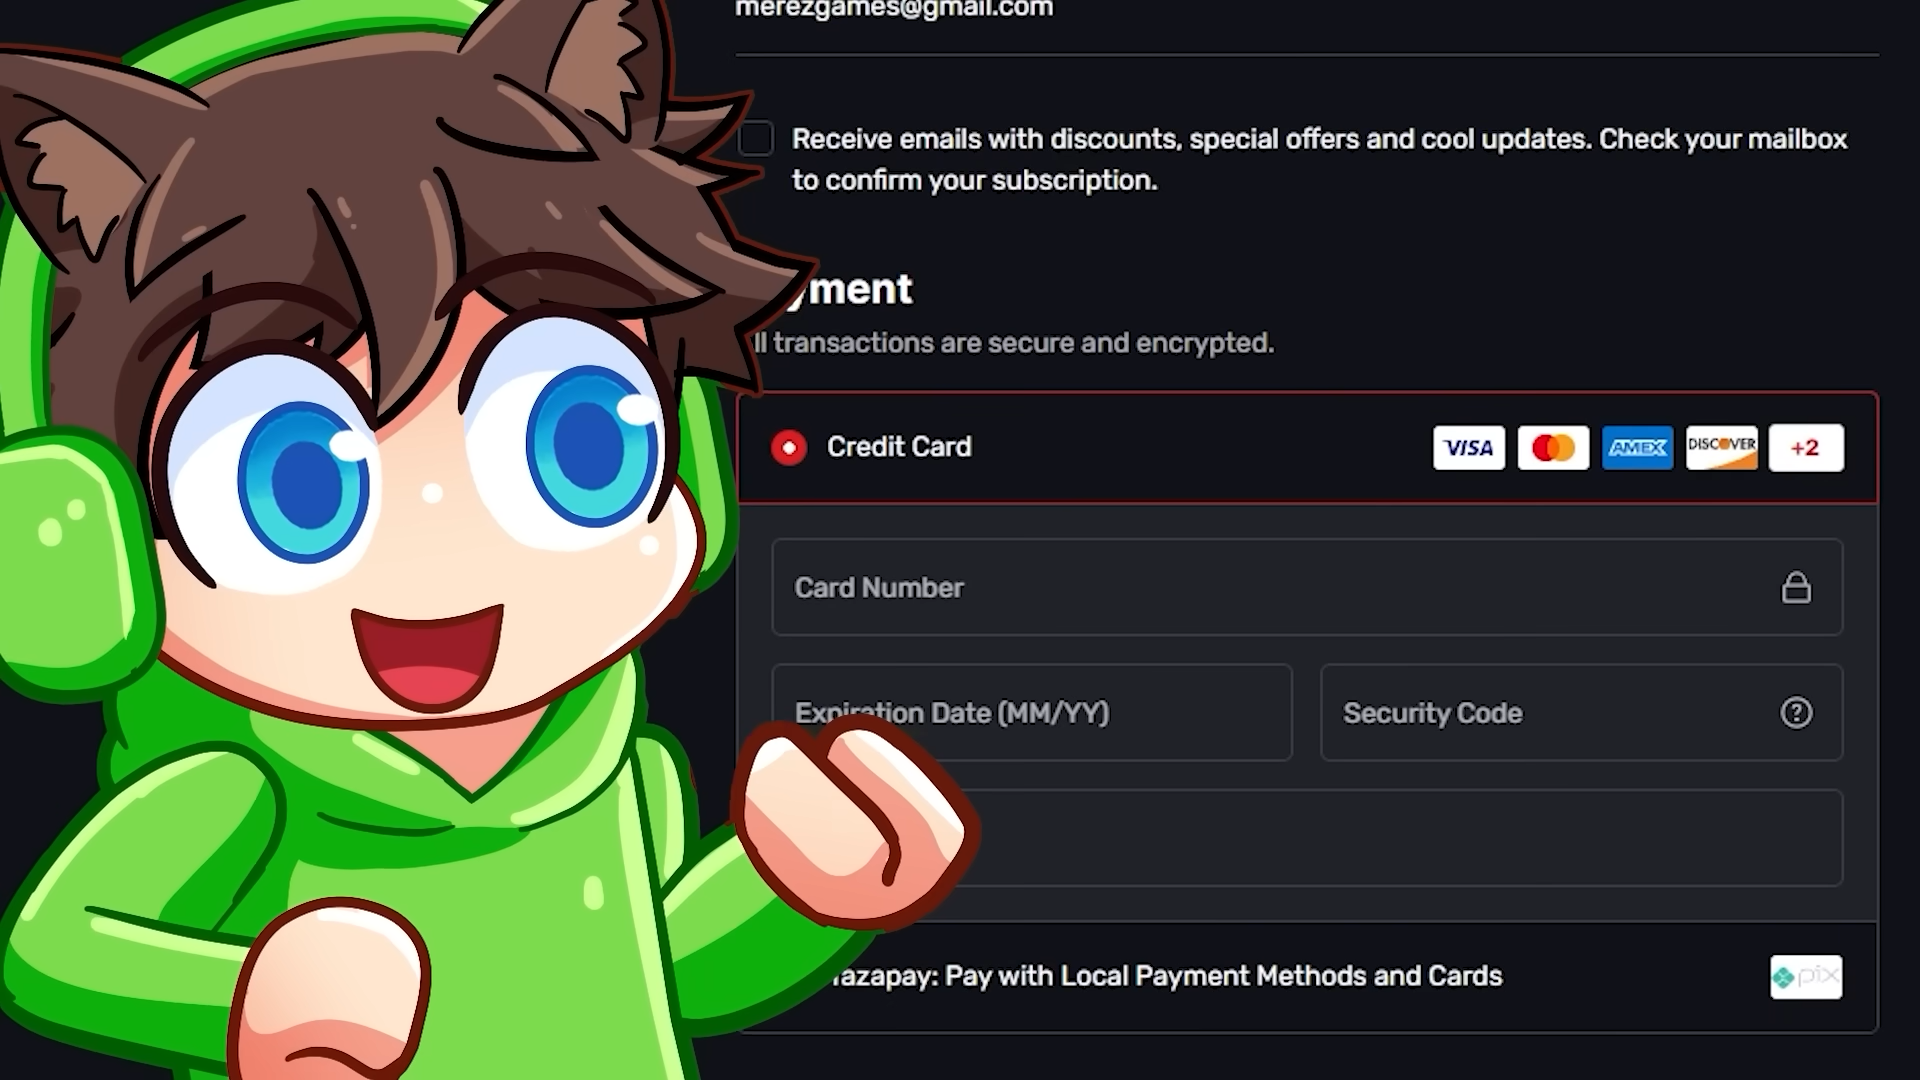 merezgames@gmail.com
Receive emails with discounts, special offers and cool updates. Check your mailbox
to confirm your subscription.
yment
ll transactions are secure and encrypted.
Credit Card
VISA
AMEX
DISCOVER
+2
Card Number
Expiration Date (MM/YY)
Security Code
?
azapay: Pay with Local Payment Methods and Cards
pix